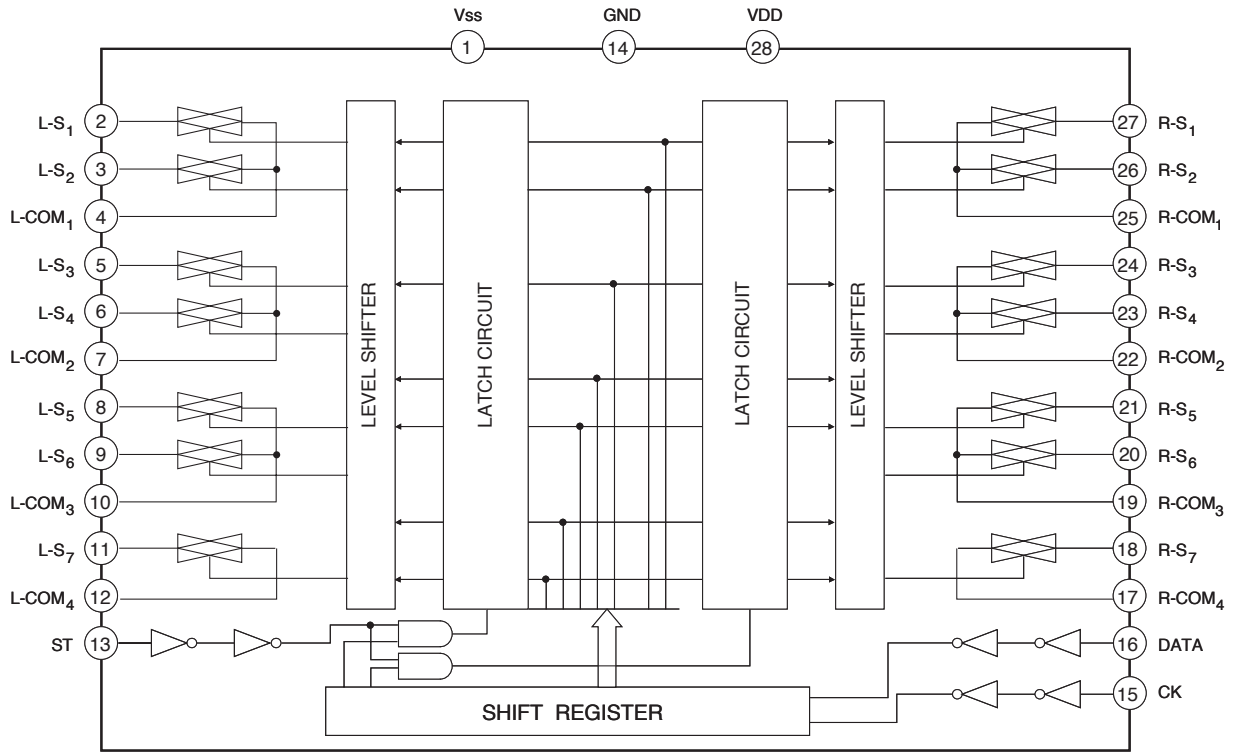 Vss GND VDD
1 14 28
L-S1 2 27 R-S1
L-S2 3 26 R-S2
L-COM1 4 25 R-COM1
L-S3 5 24 R-S3
L-S4 6 23 R-S4
L-COM2 7 22 R-COM2
L-S5 8 21 R-S5
L-S6 9 20 R-S6
L-COM3 10 19 R-COM3
L-S7 11 18 R-S7
L-COM4 12 17 R-COM4
ST 13 16 DATA
15 CK
LEVEL SHIFTER
LATCH CIRCUIT
LATCH CIRCUIT
LEVEL SHIFTER
SHIFT REGISTER